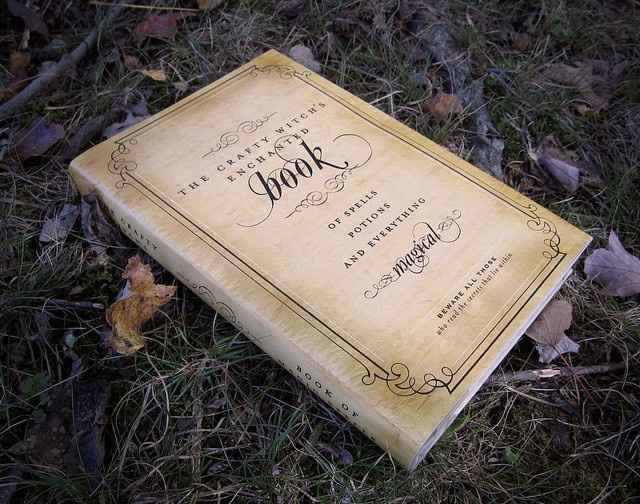 THE CRAFTY WITCH'S
ENCHANTED
book
OF SPELLS
POTIONS
AND EVERYTHING
magical
BEWARE ALL THOSE
who read the secrets that lie within
CRAFTY
BOOK OF